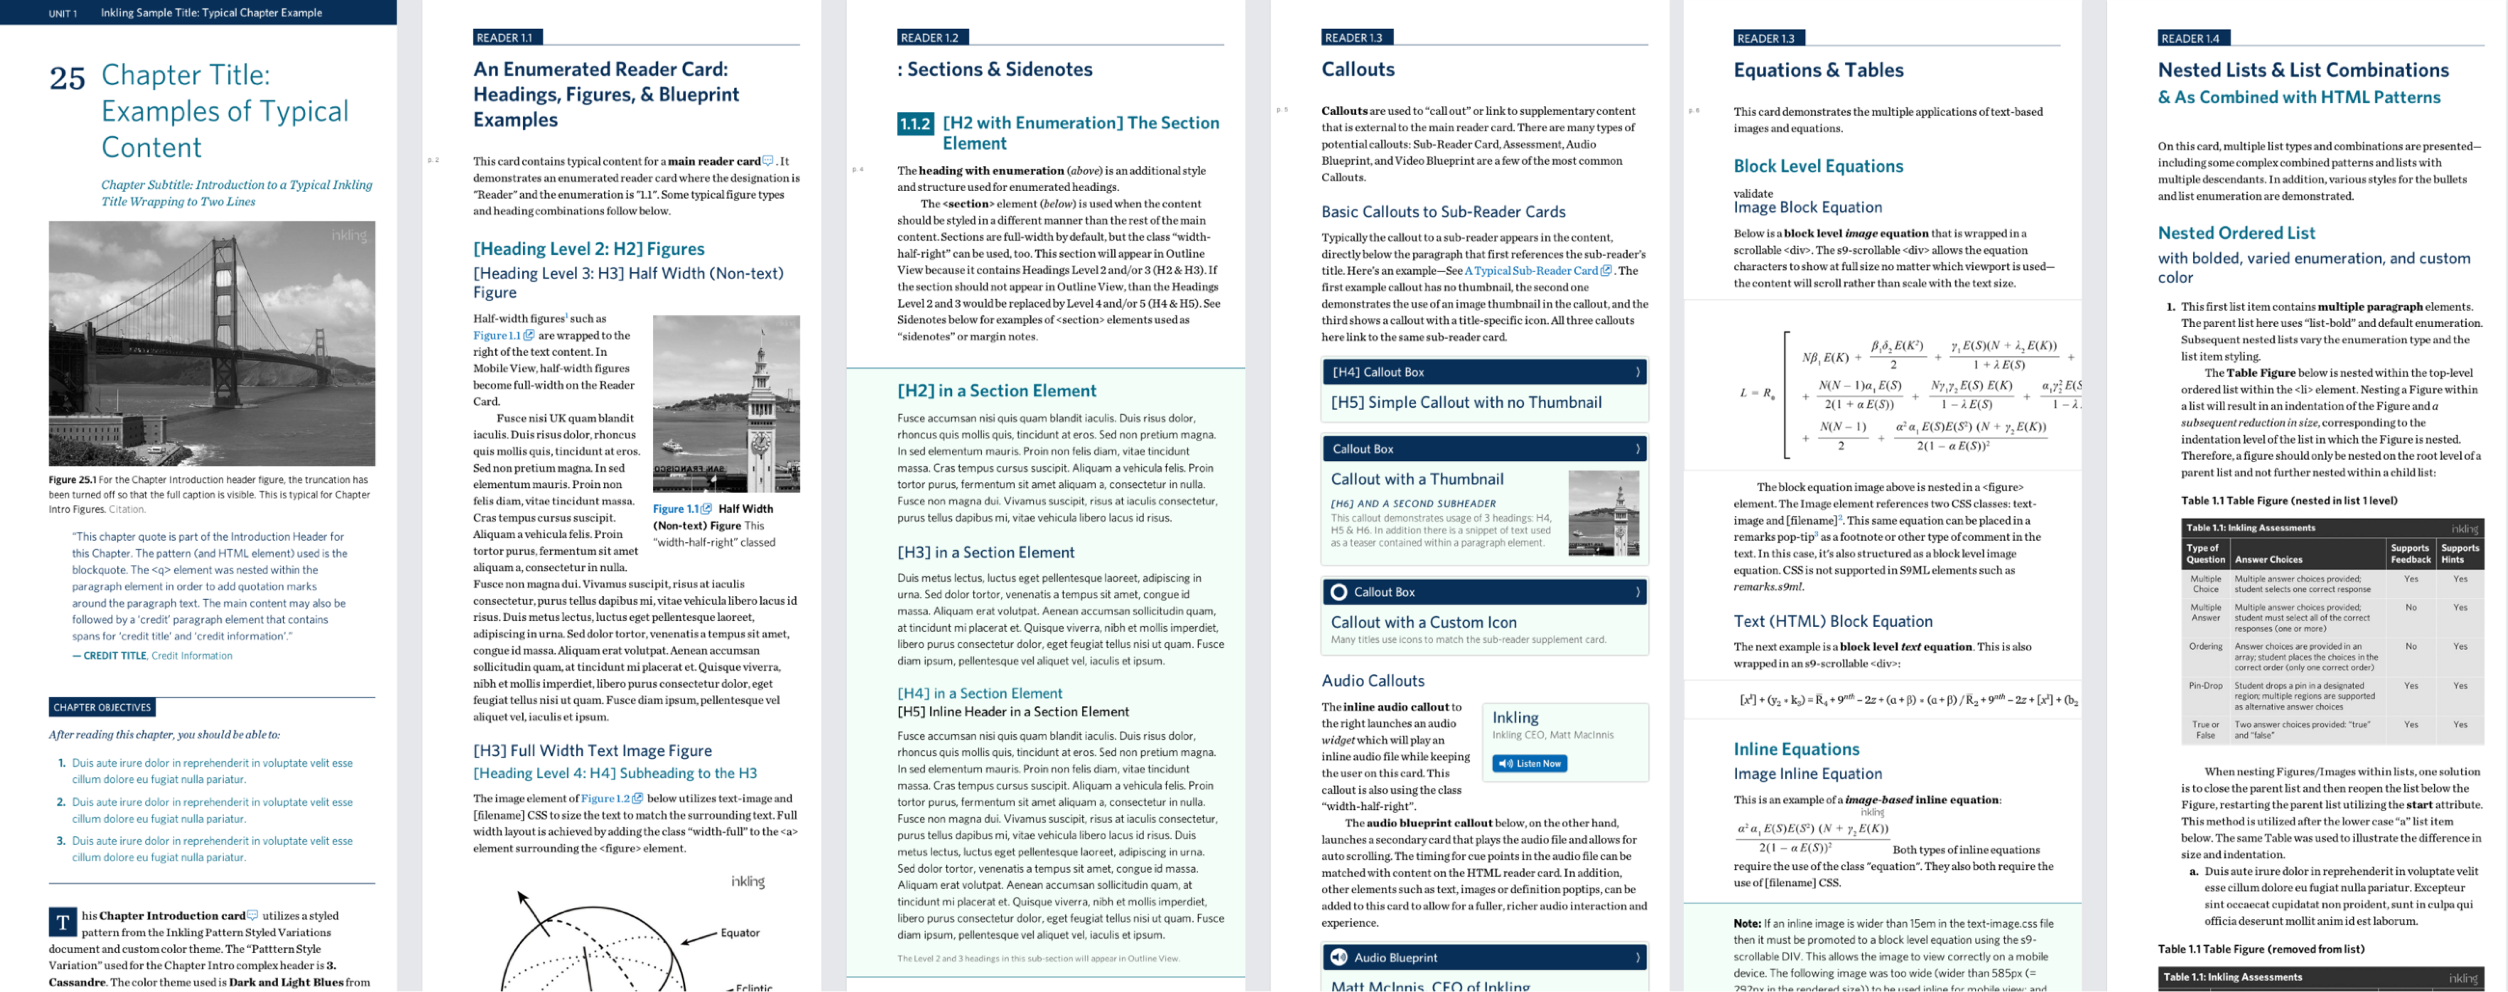 UNIT 1 Inkling Sample Title: Typical Chapter Example
25 Chapter Title:
Examples of Typical
Content
Chapter Subtitle: Introduction to a Typical Inkling
Title Wrapping to Two Lines
inkling
Figure 25.1 For the Chapter Introduction header figure, the truncation has
been turned off so that the full caption is visible. This is typical for Chapter
Intro Figures. Citation.
"This chapter quote is part of the Introduction Header for
this Chapter. The pattern (and HTML element) used is the
blockquote. The <q> element was nested within the
paragraph element in order to add quotation marks
around the paragraph text. The main content may also be
followed by a 'credit' paragraph element that contains
spans for 'credit title' and 'credit information'."
— CREDIT TITLE, Credit Information
CHAPTER OBJECTIVES
After reading this chapter, you should be able to:
1. Duis aute irure dolor in reprehenderit in voluptate velit esse
cillum dolore eu fugiat nulla pariatur.
2. Duis aute irure dolor in reprehenderit in voluptate velit esse
cillum dolore eu fugiat nulla pariatur.
3. Duis aute irure dolor in reprehenderit in voluptate velit esse
cillum dolore eu fugiat nulla pariatur.
This Chapter Introduction card utilizes a styled
pattern from the Inkling Pattern Styled Variations
document and custom color theme. The "Patttern Style
Variation" used for the Chapter Intro complex header is 3.
Cassandre. The color theme used is Dark and Light Blues from
READER 1.1
An Enumerated Reader Card:
Headings, Figures, & Blueprint
Examples
p. 2
This card contains typical content for a main reader card. It
demonstrates an enumerated reader card where the designation is
"Reader" and the enumeration is "1.1". Some typical figure types
and heading combinations follow below.
[Heading Level 2: H2] Figures
[Heading Level 3: H3] Half Width (Non-text)
Figure
Half-width figures1 such as
Figure 1.1 are wrapped to the
right of the text content. In
Mobile View, half-width figures
become full-width on the Reader
Card.
Fusce nisi UK quam blandit
iaculis. Duis risus dolor, rhoncus
quis mollis quis, tincidunt at eros.
Sed non pretium magna. In sed
elementum mauris. Proin non
felis diam, vitae tincidunt massa.
Cras tempus cursus suscipit.
Aliquam a vehicula felis. Proin
tortor purus, fermentum sit amet
aliquam a, consectetur in nulla.
Fusce non magna dui. Vivamus suscipit, risus at iaculis
consectetur, purus tellus dapibus mi, vitae vehicula libero lacus id
risus. Duis metus lectus, luctus eget pellentesque laoreet,
adipiscing in urna. Sed dolor tortor, venenatis a tempus sit amet,
congue id massa. Aliquam erat volutpat. Aenean accumsan
sollicitudin quam, at tincidunt mi placerat et. Quisque viverra,
nibh et mollis imperdiet, libero purus consectetur dolor, eget
feugiat tellus nisi ut quam. Fusce diam ipsum, pellentesque vel
aliquet vel, iaculis et ipsum.
SAN FRANCISCO
Figure 1.1 Half Width
(Non-text) Figure This
"width-half-right" classed
[H3] Full Width Text Image Figure
[Heading Level 4: H4] Subheading to the H3
The image element of Figure 1.2 below utilizes text-image and
[filename] CSS to size the text to match the surrounding text. Full
width layout is achieved by adding the class "width-full" to the <a>
element surrounding the <figure> element.
inkling
Equator
Ecliptic
READER 1.2
: Sections & Sidenotes
1.1.2 [H2 with Enumeration] The Section
Element
p. 4
The heading with enumeration (above) is an additional style
and structure used for enumerated headings.
The <section> element (below) is used when the content
should be styled in a different manner than the rest of the main
content. Sections are full-width by default, but the class "width-
half-right" can be used, too. This section will appear in Outline
View because it contains Headings Level 2 and/or 3 (H2 & H3). If
the section should not appear in Outline View, than the Headings
Level 2 and 3 would be replaced by Level 4 and/or 5 (H4 & H5). See
Sidenotes below for examples of <section> elements used as
"sidenotes" or margin notes.
[H2] in a Section Element
Fusce accumsan nisi quis quam blandit iaculis. Duis risus dolor,
rhoncus quis mollis quis, tincidunt at eros. Sed non pretium magna.
In sed elementum mauris. Proin non felis diam, vitae tincidunt
massa. Cras tempus cursus suscipit. Aliquam a vehicula felis. Proin
tortor purus, fermentum sit amet aliquam a, consectetur in nulla.
Fusce non magna dui. Vivamus suscipit, risus at iaculis consectetur,
purus tellus dapibus mi, vitae vehicula libero lacus id risus.
[H3] in a Section Element
Duis metus lectus, luctus eget pellentesque laoreet, adipiscing in
urna. Sed dolor tortor, venenatis a tempus sit amet, congue id
massa. Aliquam erat volutpat. Aenean accumsan sollicitudin quam,
at tincidunt mi placerat et. Quisque viverra, nibh et mollis imperdiet,
libero purus consectetur dolor, eget feugiat tellus nisi ut quam. Fusce
diam ipsum, pellentesque vel aliquet vel, iaculis et ipsum.
[H4] in a Section Element
[H5] Inline Header in a Section Element
Fusce accumsan nisi quis quam blandit iaculis. Duis risus dolor,
rhoncus quis mollis quis, tincidunt at eros. Sed non pretium magna.
In sed elementum mauris. Proin non felis diam, vitae tincidunt
massa. Cras tempus cursus suscipit. Aliquam a vehicula felis. Proin
tortor purus, fermentum sit amet aliquam a, consectetur in nulla.
Fusce non magna dui. Vivamus suscipit, risus at iaculis consectetur,
purus tellus dapibus mi, vitae vehicula libero lacus id risus. Duis
metus lectus, luctus eget pellentesque laoreet, adipiscing in urna.
Sed dolor tortor, venenatis a tempus sit amet, congue id massa.
Aliquam erat volutpat. Aenean accumsan sollicitudin quam, at
tincidunt mi placerat et. Quisque viverra, nibh et mollis imperdiet,
libero purus consectetur dolor, eget feugiat tellus nisi ut quam. Fusce
diam ipsum, pellentesque vel aliquet vel, iaculis et ipsum.
The Level 2 and 3 headings in this sub-section will appear in Outline View.
READER 1.3
Callouts
p. 5
Callouts are used to "call out" or link to supplementary content
that is external to the main reader card. There are many types of
potential callouts: Sub-Reader Card, Assessment, Audio
Blueprint, and Video Blueprint are a few of the most common
Callouts.
Basic Callouts to Sub-Reader Cards
Typically the callout to a sub-reader appears in the content,
directly below the paragraph that first references the sub-reader's
title. Here's an example—See A Typical Sub-Reader Card. The
first example callout has no thumbnail, the second one
demonstrates the use of an image thumbnail in the callout, and the
third shows a callout with a title-specific icon. All three callouts
here link to the same sub-reader card.
[H4] Callout Box
[H5] Simple Callout with no Thumbnail
Callout Box
Callout with a Thumbnail
[H6] AND A SECOND SUBHEADER
This callout demonstrates usage of 3 headings: H4,
H5 & H6. In addition there is a snippet of text used
as a teaser contained within a paragraph element.
Callout Box
Callout with a Custom Icon
Many titles use icons to match the sub-reader supplement card.
Audio Callouts
The inline audio callout to
the right launches an audio
widget which will play an
inline audio file while keeping
the user on this card. This
callout is also using the class
"width-half-right".
Inkling
Inkling CEO, Matt MacInnis
Listen Now
The audio blueprint callout below, on the other hand,
launches a secondary card that plays the audio file and allows for
auto scrolling. The timing for cue points in the audio file can be
matched with content on the HTML reader card. In addition,
other elements such as text, images or definition poptips, can be
added to this card to allow for a fuller, richer audio interaction and
experience.
Audio Blueprint
Matt McInnis, CEO of Inkling
READER 1.3
Equations & Tables
p. 6
This card demonstrates the multiple applications of text-based
images and equations.
Block Level Equations
validate
Image Block Equation
Below is a block level image equation that is wrapped in a
scrollable <div>. The s9-scrollable <div> allows the equation
characters to show at full size no matter which viewport is used—
the content will scroll rather than scale with the text size.
L = R0 [ Nβ1 E(K) + β1δ2E(K²)/2 + γ1E(S)(N + λ2E(K))/1 + λE(S) +
+ N(N − 1)α1E(S)/2(1 + αE(S)) + Nγ1γ2E(S) E(K)/1 − λE(S) +
+ N(N − 1)/2 + α²α1E(S)E(S²) (N + γ2E(K))/2(1 − αE(S))²
The block equation image above is nested in a <figure>
element. The Image element references two CSS classes: text-
image and [filename]2. This same equation can be placed in a
remarks pop-tip3 as a footnote or other type of comment in the
text. In this case, it's also structured as a block level image
equation. CSS is not supported in S9ML elements such as
remarks.s9ml.
Text (HTML) Block Equation
The next example is a block level text equation. This is also
wrapped in an s9-scrollable <div>:
Inline Equations
Image Inline Equation
This is an example of a image-based inline equation:
inkling
α²α1E(S)E(S²) (N + γ2E(K))/2(1 − αE(S))² Both types of inline equations
require the use of the class "equation". They also both require the
use of [filename] CSS.
Note: If an inline image is wider than 15em in the text-image.css file
then it must be promoted to a block level equation using the s9-
scrollable DIV. This allows the image to view correctly on a mobile
device. The following image was too wide (wider than 585px (=
292px in the rendered size)) to be used inline for mobile view; and
READER 1.4
Nested Lists & List Combinations
& As Combined with HTML Patterns
On this card, multiple list types and combinations are presented—
including some complex combined patterns and lists with
multiple descendants. In addition, various styles for the bullets
and list enumeration are demonstrated.
Nested Ordered List
with bolded, varied enumeration, and custom
color
1. This first list item contains multiple paragraph elements.
The parent list here uses "list-bold" and default enumeration.
Subsequent nested lists vary the enumeration type and the
list item styling.
The Table Figure below is nested within the top-level
ordered list within the <li> element. Nesting a Figure within
a list will result in an indentation of the Figure and a
subsequent reduction in size, corresponding to the
indentation level of the list in which the Figure is nested.
Therefore, a figure should only be nested on the root level of a
parent list and not further nested within a child list:
Table 1.1 Table Figure (nested in list 1 level)
Table 1.1: Inkling Assessments inkling
Type of Question Answer Choices Supports Feedback Supports Hints
Multiple Choice Multiple answer choices provided; student selects one correct response Yes Yes
Multiple Answer Multiple answer choices provided; student must select all of the correct responses (one or more) No Yes
Ordering Answer choices are provided in an array; student places the choices in the correct order (only one correct order) No Yes
Pin-Drop Student drops a pin in a designated region; multiple regions are supported as alternative answer choices Yes Yes
True or False Two answer choices provided: "true" and "false" Yes Yes
When nesting Figures/Images within lists, one solution
is to close the parent list and then reopen the list below the
Figure, restarting the parent list utilizing the start attribute.
This method is utilized after the lower case "a" list item
below. The same Table was used to illustrate the difference in
size and indentation.
a. Duis aute irure dolor in reprehenderit in voluptate velit
esse cillum dolore eu fugiat nulla pariatur. Excepteur
sint occaecat cupidatat non proident, sunt in culpa qui
officia deserunt mollit anim id est laborum.
Table 1.1 Table Figure (removed from list)
Table 1.1: Inkling Assessments inkling